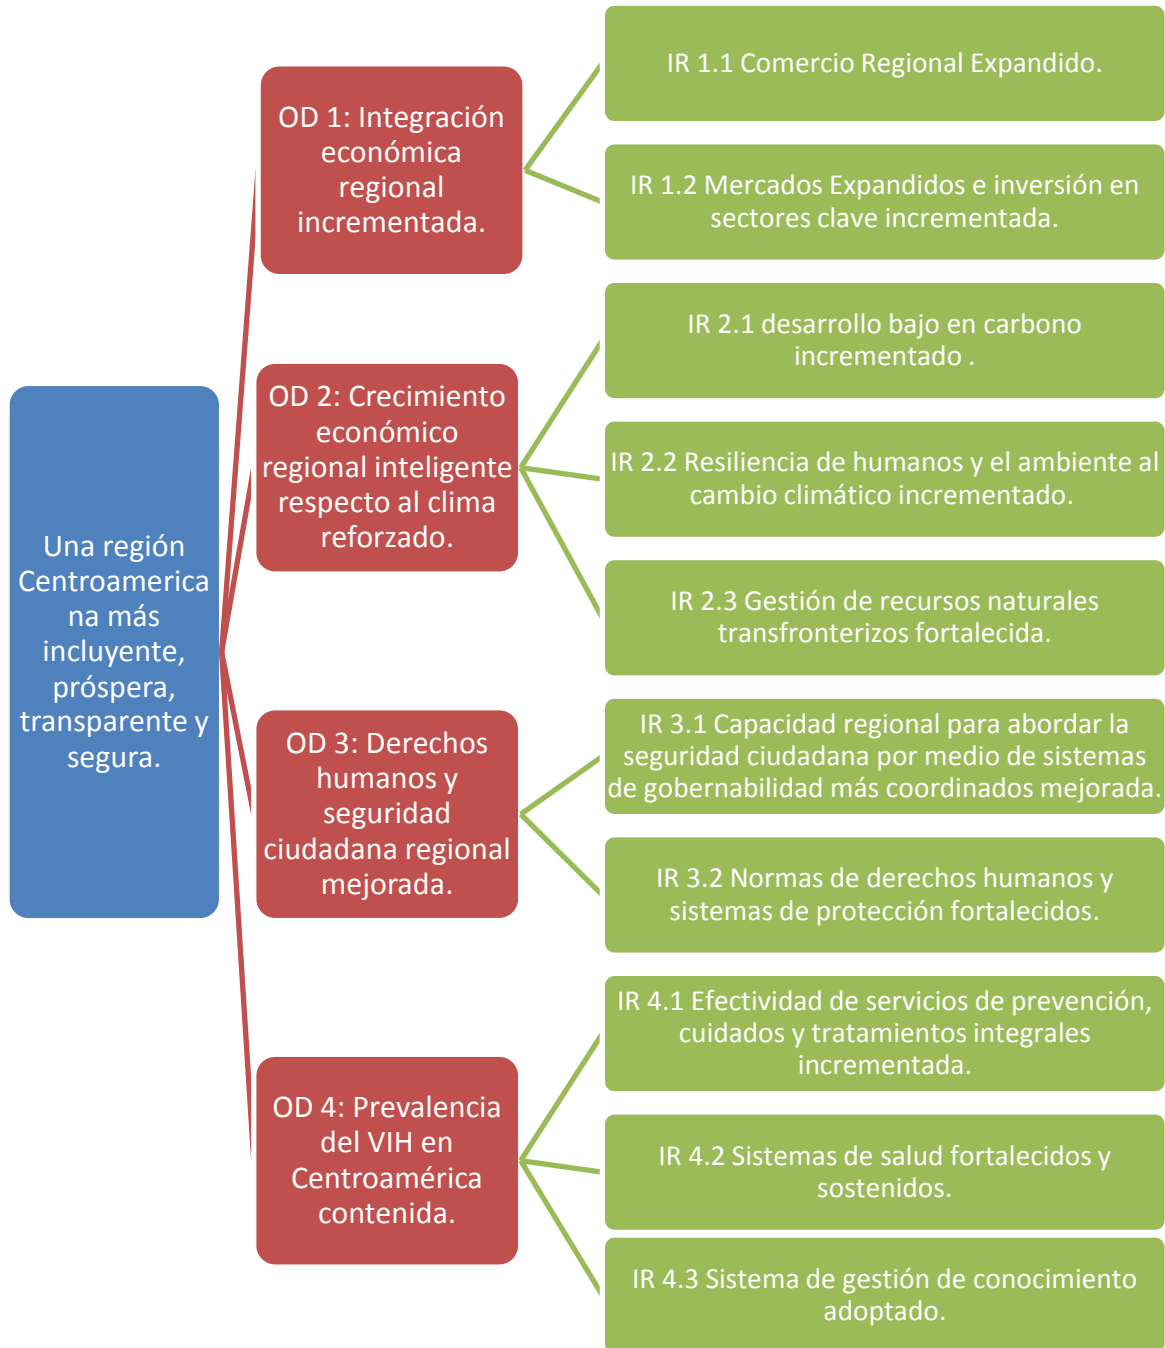 Una región
Centroamerica
na más
incluyente,
próspera,
transparente y
segura.
OD 1: Integración
económica
regional
incrementada.
IR 1.1 Comercio Regional Expandido.
IR 1.2 Mercados Expandidos e inversión en
sectores clave incrementada.
OD 2: Crecimiento
económico
regional inteligente
respecto al clima
reforzado.
IR 2.1 desarrollo bajo en carbono
incrementado .
IR 2.2 Resiliencia de humanos y el ambiente al
cambio climático incrementado.
IR 2.3 Gestión de recursos naturales
transfronterizos fortalecida.
OD 3: Derechos
humanos y
seguridad
ciudadana regional
mejorada.
IR 3.1 Capacidad regional para abordar la
seguridad ciudadana por medio de sistemas
de gobernabilidad más coordinados mejorada.
IR 3.2 Normas de derechos humanos y
sistemas de protección fortalecidos.
OD 4: Prevalencia
del VIH en
Centroamérica
contenida.
IR 4.1 Efectividad de servicios de prevención,
cuidados y tratamientos integrales
incrementada.
IR 4.2 Sistemas de salud fortalecidos y
sostenidos.
IR 4.3 Sistema de gestión de conocimiento
adoptado.